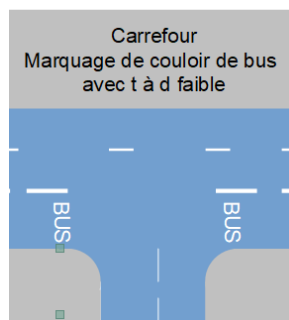 Carrefour
Marquage de couloir de bus
avec t à d faible
BUS
BUS